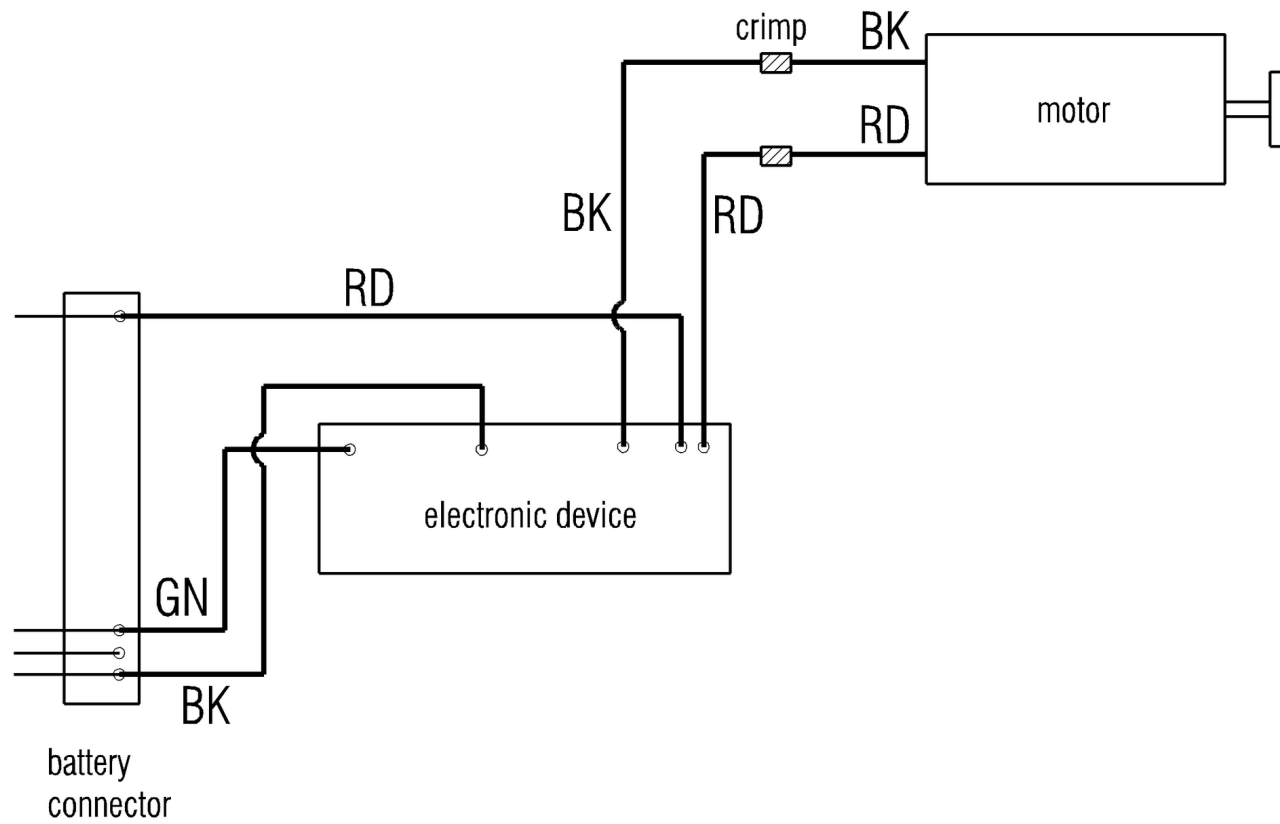 crimp
BK
motor
RD
BK
RD
RD
electronic device
GN
BK
battery
connector